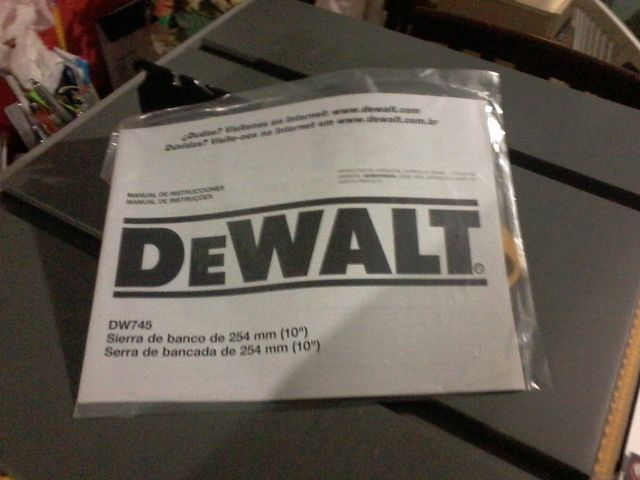 ¿Dudas? Visítenos en Internet: www.dewalt.com
Dúvidas? Visite-nos na Internet em www.dewalt.com.br
MANUAL DE INSTRUCCIONES
MANUAL DE INSTRUÇÕES
DEWALT®
DW745
Sierra de banco de 254 mm (10")
Serra de bancada de 254 mm (10")